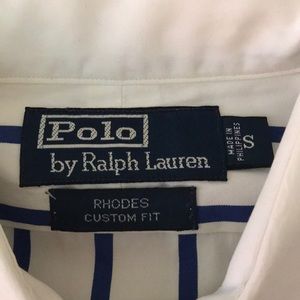 Polo
by Ralph Lauren
MADE IN
PHILIPPINES
S
RHODES
CUSTOM FIT